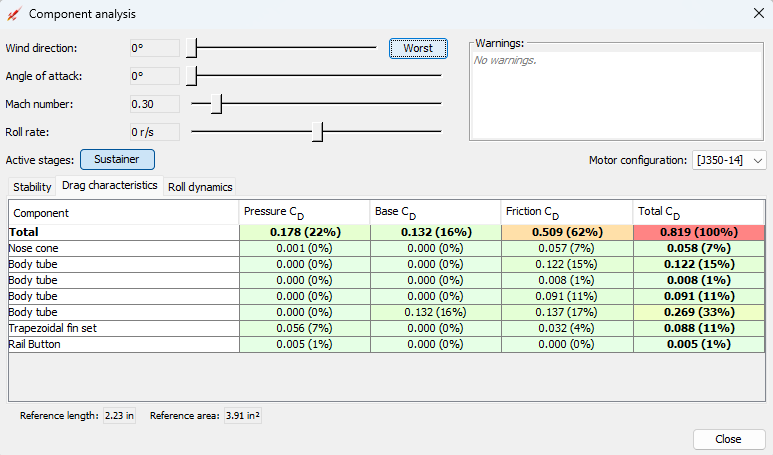 Component analysis
Wind direction: 0° Worst
Warnings:
No warnings.
Angle of attack: 0°
Mach number: 0.30
Roll rate: 0 r/s
Active stages: Sustainer Motor configuration: [J350-14]
Stability Drag characteristics Roll dynamics
Component Pressure CD Base CD Friction CD Total CD
Total 0.178 (22%) 0.132 (16%) 0.509 (62%) 0.819 (100%)
Nose cone 0.001 (0%) 0.000 (0%) 0.057 (7%) 0.058 (7%)
Body tube 0.000 (0%) 0.000 (0%) 0.122 (15%) 0.122 (15%)
Body tube 0.000 (0%) 0.000 (0%) 0.008 (1%) 0.008 (1%)
Body tube 0.000 (0%) 0.000 (0%) 0.091 (11%) 0.091 (11%)
Body tube 0.000 (0%) 0.132 (16%) 0.137 (17%) 0.269 (33%)
Trapezoidal fin set 0.056 (7%) 0.000 (0%) 0.032 (4%) 0.088 (11%)
Rail Button 0.005 (1%) 0.000 (0%) 0.000 (0%) 0.005 (1%)
Reference length: 2.23 in Reference area: 3.91 in²
Close